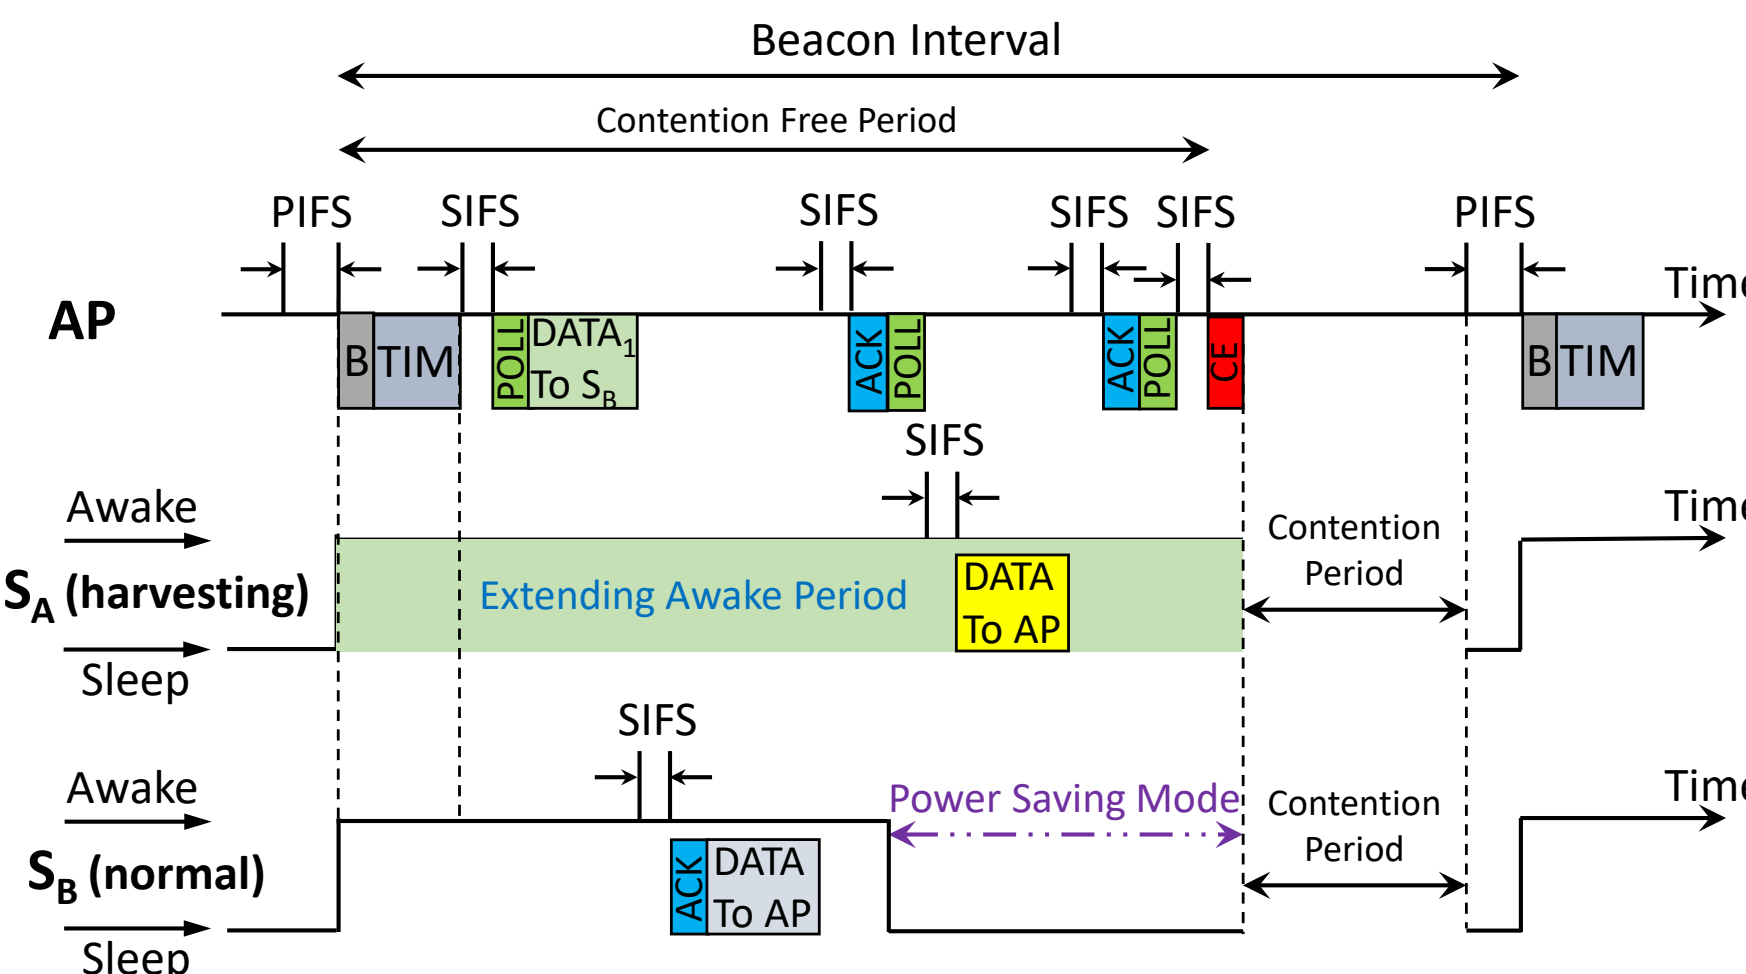 Beacon Interval
Contention Free Period
PIFS SIFS SIFS SIFS SIFS PIFS
Time
AP
B TIM POLL DATA1 To SB ACK POLL ACK POLL CE B TIM
SIFS
Awake
Time
Contention
Period
SA (harvesting)
Extending Awake Period
DATA
To AP
Sleep
SIFS
Awake
Time
Power Saving Mode
Contention
Period
SB (normal)
ACK
DATA
To AP
Sleep